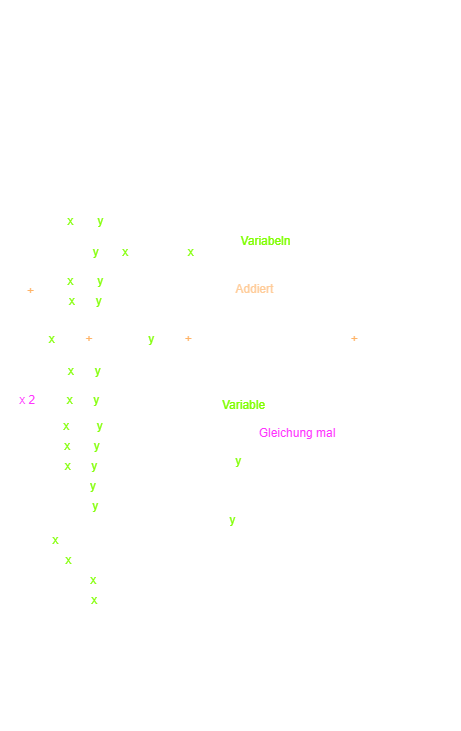 x y
Variabeln
y x x
x y
+ Addiert
x y
x + y + +
x y
x 2 x y
Variable
x y
Gleichung mal
x y
x y y
y
y
y
x
x
x
x